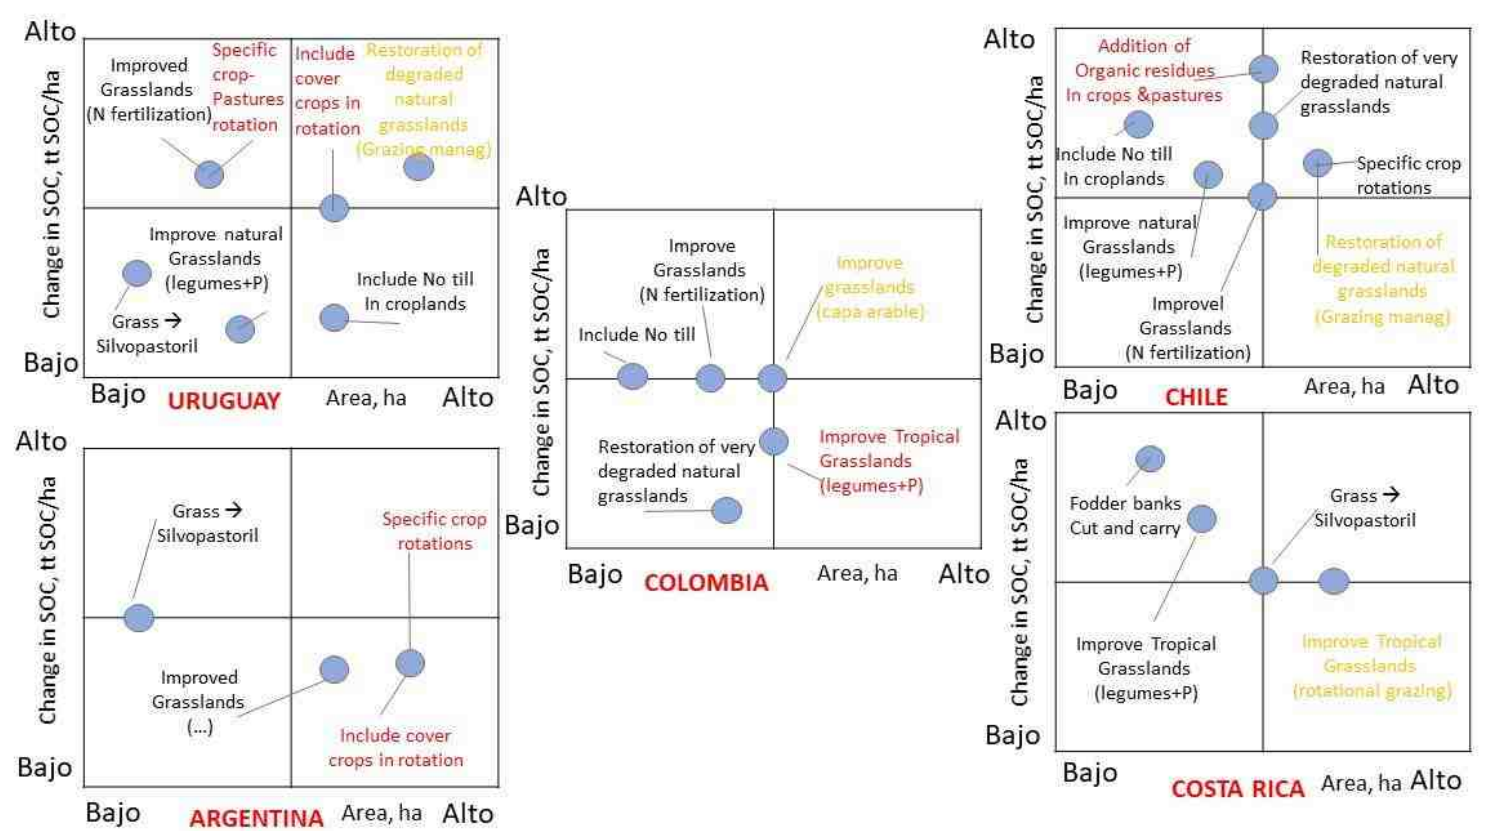 Alto
Change in SOC, tt SOC/ha
Improved
Grasslands
(N fertilization)
Specific
crop-
Pastures
rotation
Include
cover
crops in
rotation
Restoration of
degraded
natural
grasslands
(Grazing manag)
Improve natural
Grasslands
(legumes+P)
Grass →
Silvopastoril
Include No till
In croplands
Bajo
Bajo
URUGUAY
Area, ha
Alto
Alto
Change in SOC, tt SOC/ha
Grass →
Silvopastoril
Specific crop
rotations
Improved
Grasslands
(...)
Include cover
crops in rotation
Bajo
Bajo
ARGENTINA
Area, ha
Alto
Alto
Change in SOC, tt SOC/ha
Improve
Grasslands
(N fertilization)
Include No till
Improve
grasslands
(capa arable)
Restoration of very
degraded natural
grasslands
Improve Tropical
Grasslands
(legumes+P)
Bajo
Bajo
COLOMBIA
Area, ha
Alto
Alto
Change in SOC, tt SOC/ha
Addition of
Organic residues
In crops &pastures
Restoration of very
degraded natural
grasslands
Include No till
In croplands
Specific crop
rotations
Improve natural
Grasslands
(legumes+P)
Restoration of
degraded natural
grasslands
(Grazing manag)
Improvel
Grasslands
(N fertilization)
Bajo
Bajo
CHILE
Area, ha
Alto
Alto
Change in SOC, tt SOC/ha
Fodder banks
Cut and carry
Grass →
Silvopastoril
Improve Tropical
Grasslands
(legumes+P)
Improve Tropical
Grasslands
(rotational grazing)
Bajo
Bajo
COSTA RICA
Area, ha
Alto